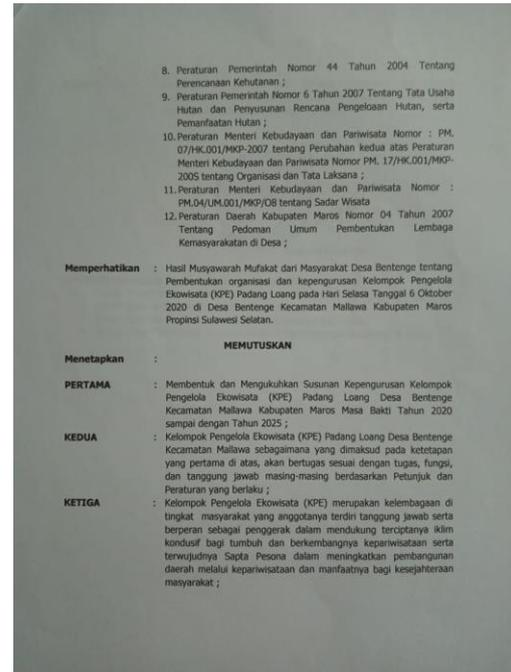 8. Peraturan Pemerintah Nomor 44 Tahun 2004 Tentang
Perencanaan Kehutanan ;
9. Peraturan Pemerintah Nomor 6 Tahun 2007 Tentang Tata Usaha
Hutan dan Penyusunan Rencana Pengeloaan Hutan, serta
Pemanfaatan Hutan ;
10. Peraturan Menteri Kebudayaan dan Pariwisata Nomor : PM.
07/HK.001/MKP-2007 tentang Perubahan kedua atas Peraturan
Menteri Kebudayaan dan Pariwisata Nomor PM. 17/HK.001/MKP-
2005 tentang Organisasi dan Tata Laksana ;
11. Peraturan Menteri Kebudayaan dan Pariwisata Nomor :
PM.04/UM.001/MKP/08 tentang Sadar Wisata
12. Peraturan Daerah Kabupaten Maros Nomor 04 Tahun 2007
Tentang Pedoman Umum Pembentukan Lembaga
Kemasyarakatan di Desa ;
Memperhatikan : Hasil Musyawarah Mufakat dari Masyarakat Desa Bentenge tentang
Pembentukan organisasi dan kepengurusan Kelompok Pengelola
Ekowisata (KPE) Padang Loang pada Hari Selasa Tanggal 6 Oktober
2020 di Desa Bentenge Kecamatan Mallawa Kabupaten Maros
Propinsi Sulawesi Selatan.
MEMUTUSKAN
Menetapkan :
PERTAMA : Membentuk dan Mengukuhkan Susunan Kepengurusan Kelompok
Pengelola Ekowisata (KPE) Padang Loang Desa Bentenge
Kecamatan Mallawa Kabupaten Maros Masa Bakti Tahun 2020
sampai dengan Tahun 2025 ;
KEDUA : Kelompok Pengelola Ekowisata (KPE) Padang Loang Desa Bentenge
Kecamatan Mallawa sebagaimana yang dimaksud pada ketetapan
yang pertama di atas, akan bertugas sesuai dengan tugas, fungsi,
dan tanggung jawab masing-masing berdasarkan Petunjuk dan
Peraturan yang berlaku ;
KETIGA : Kelompok Pengelola Ekowisata (KPE) merupakan kelembagaan di
tingkat masyarakat yang anggotanya terdiri tanggung jawab serta
berperan sebagai penggerak dalam mendukung terciptanya iklim
kondusif bagi tumbuh dan berkembangnya kepariwisataan serta
terwujudnya Sapta Pesona dalam meningkatkan pembangunan
daerah melalui kepariwisataan dan manfaatnya bagi kesejahteraan
masyarakat ;